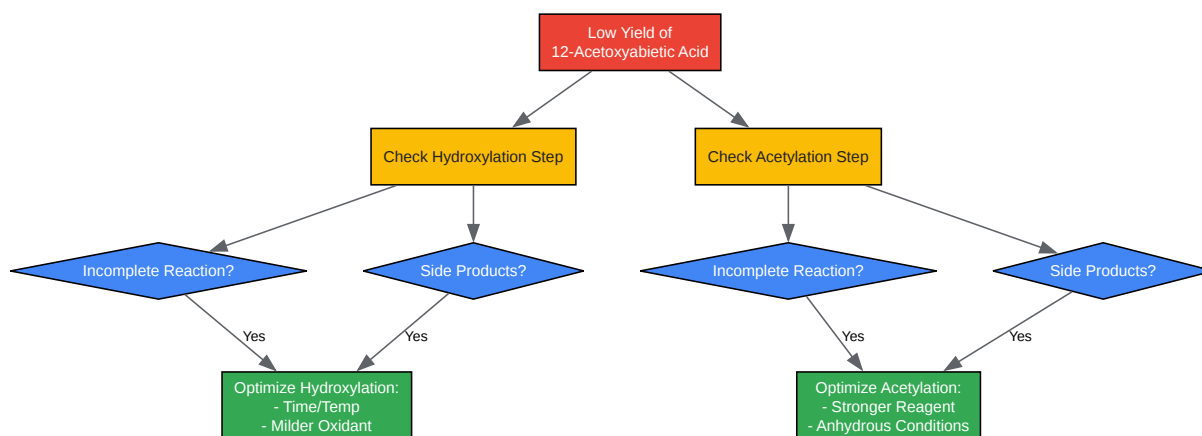 Low Yield of
12-Acetoxyabietic Acid
Check Hydroxylation Step
Check Acetylation Step
Incomplete Reaction?
Side Products?
Incomplete Reaction?
Side Products?
Yes
Yes
Yes
Yes
Optimize Hydroxylation:
- Time/Temp
- Milder Oxidant
Optimize Acetylation:
- Stronger Reagent
- Anhydrous Conditions